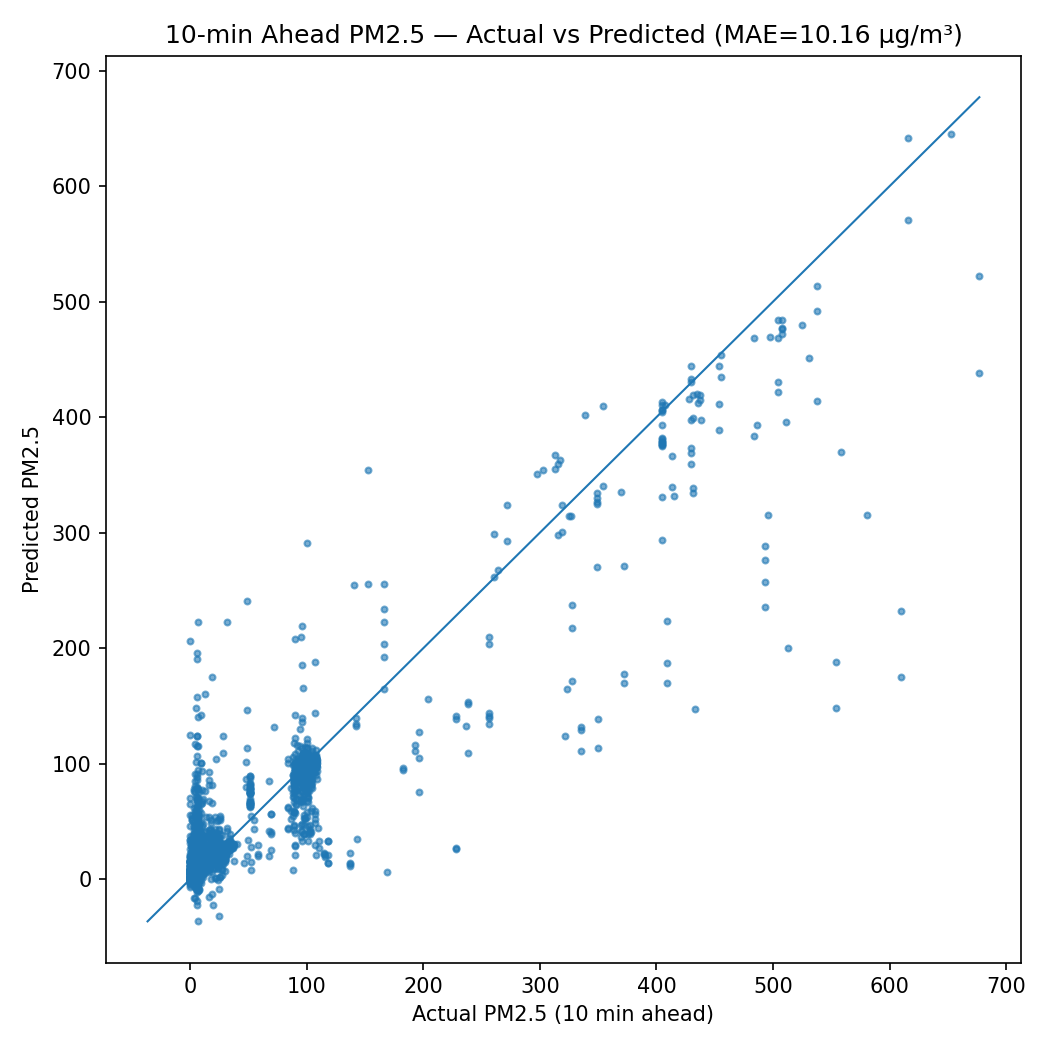 10-min Ahead PM2.5 — Actual vs Predicted (MAE=10.16 µg/m³)
700
600
500
400
300
200
100
0
Predicted PM2.5
0 100 200 300 400 500 600 700
Actual PM2.5 (10 min ahead)